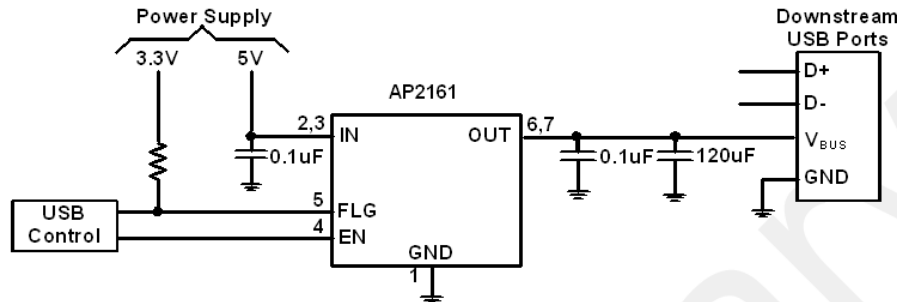 Power Supply
3.3V 5V
Downstream
USB Ports
AP2161
D+
D-
2,3 IN
OUT 6,7
V_BUS
0.1uF
0.1uF
120uF
GND
5 FLG
4 EN
USB
Control
GND
1